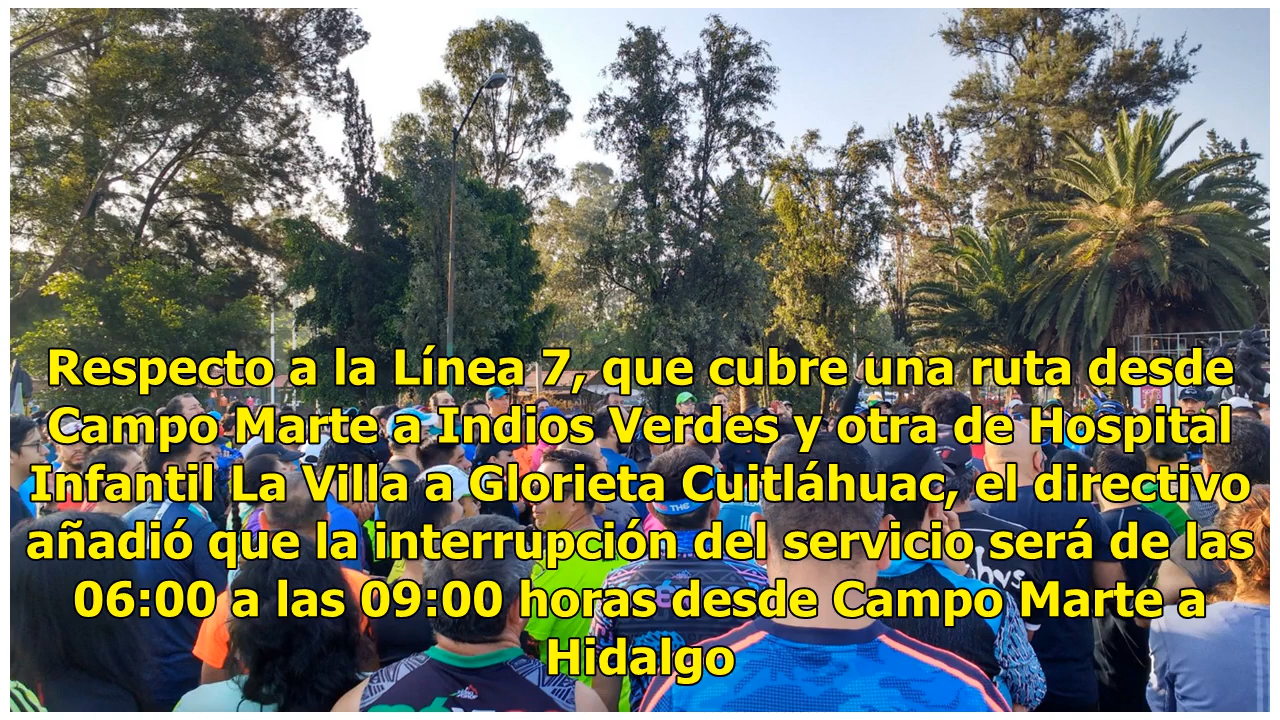 Respecto a la Línea 7, que cubre una ruta desde
Campo Marte a Indios Verdes y otra de Hospital
Infantil La Villa a Glorieta Cuitláhuac, el directivo
añadió que la interrupción del servicio será de las
06:00 a las 09:00 horas desde Campo Marte a
Hidalgo